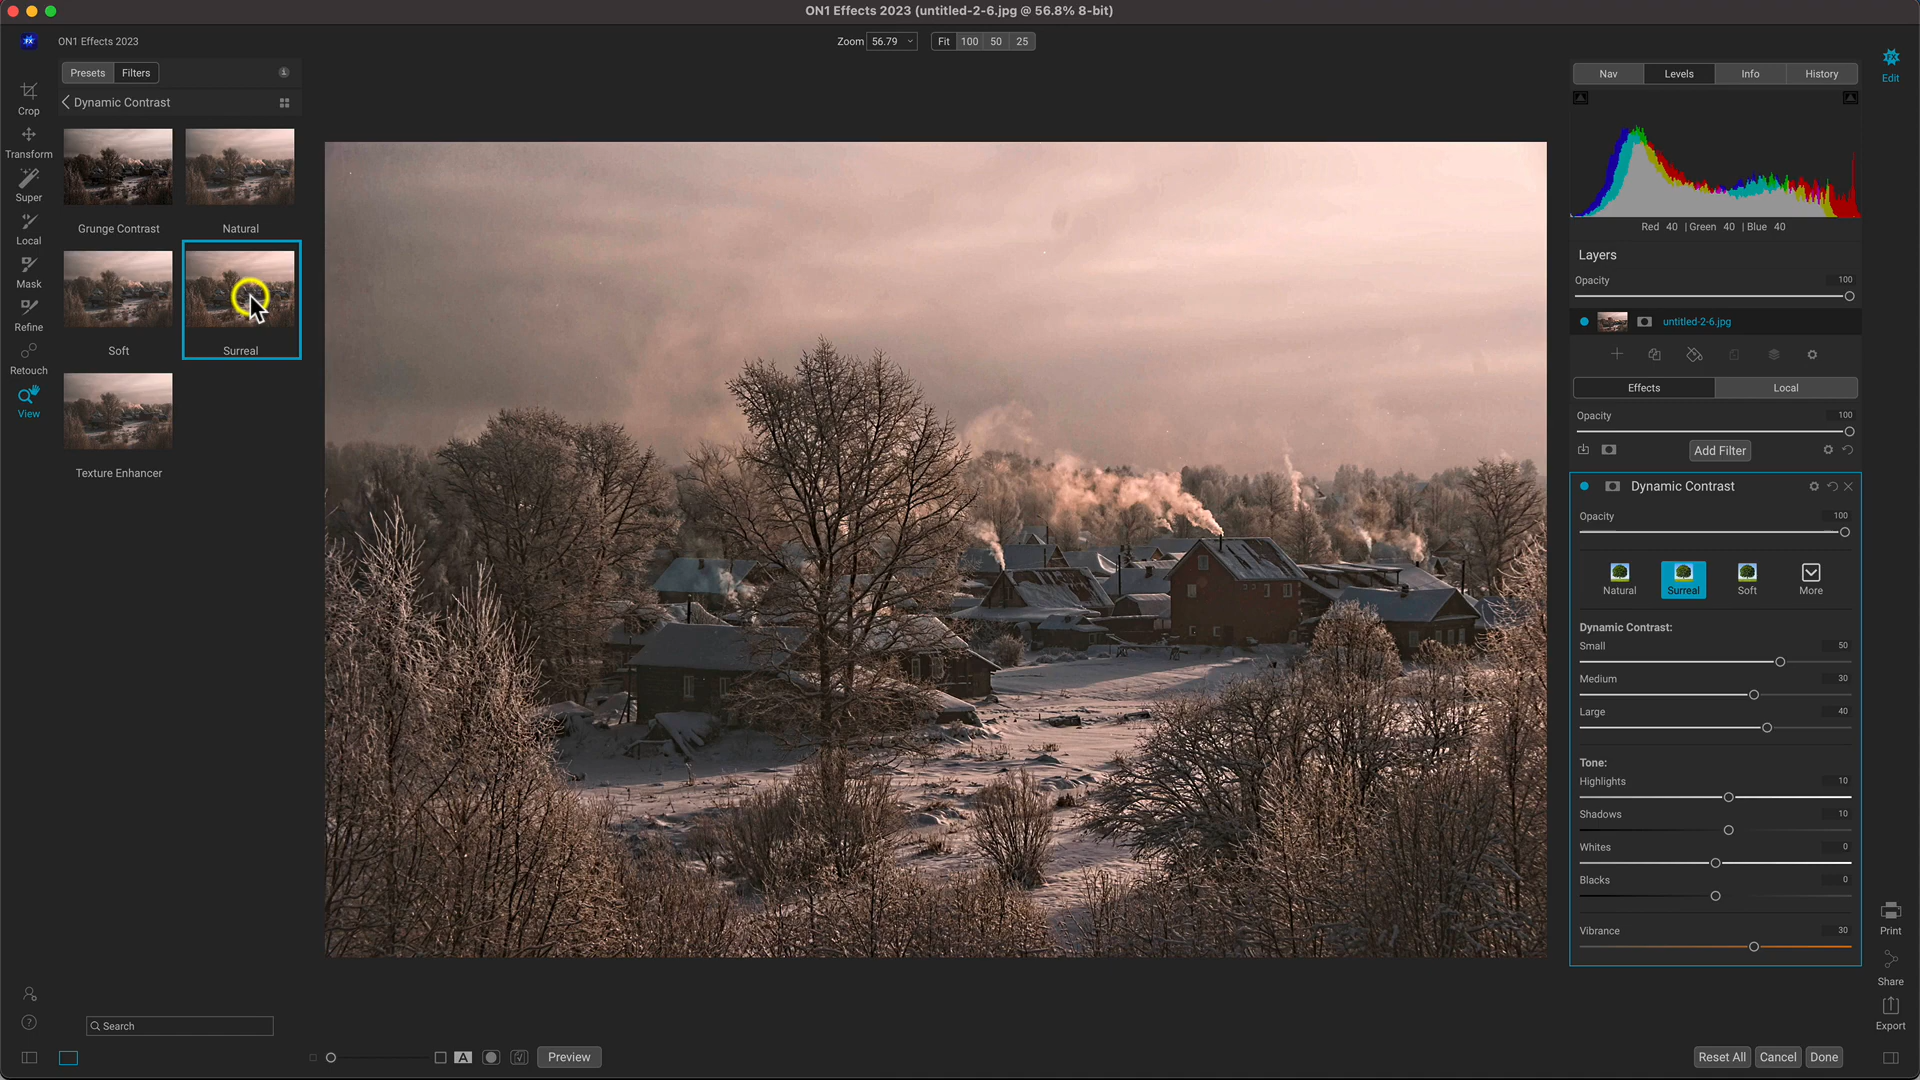 ON1 Effects 2023 (untitled-2-6.jpg @ 56.8% 8-bit)
ON1 Effects 2023
Zoom 56.79 Fit 100 50 25
Presets Filters
Dynamic Contrast
Crop
Transform
Super
Local
Mask
Refine
Retouch
View
Grunge Contrast Natural
Soft Surreal
Texture Enhancer
Search
A Preview
Nav Levels Info History
Edit
Red 40 | Green 40 | Blue 40
Layers
Opacity 100
untitled-2-6.jpg
Effects Local
Opacity 100
Add Filter
Dynamic Contrast
Opacity 100
Natural Surreal Soft More
Dynamic Contrast:
Small 50
Medium 30
Large 40
Tone:
Highlights 10
Shadows 10
Whites 0
Blacks 0
Vibrance 30
Print
Share
Export
Reset All Cancel Done